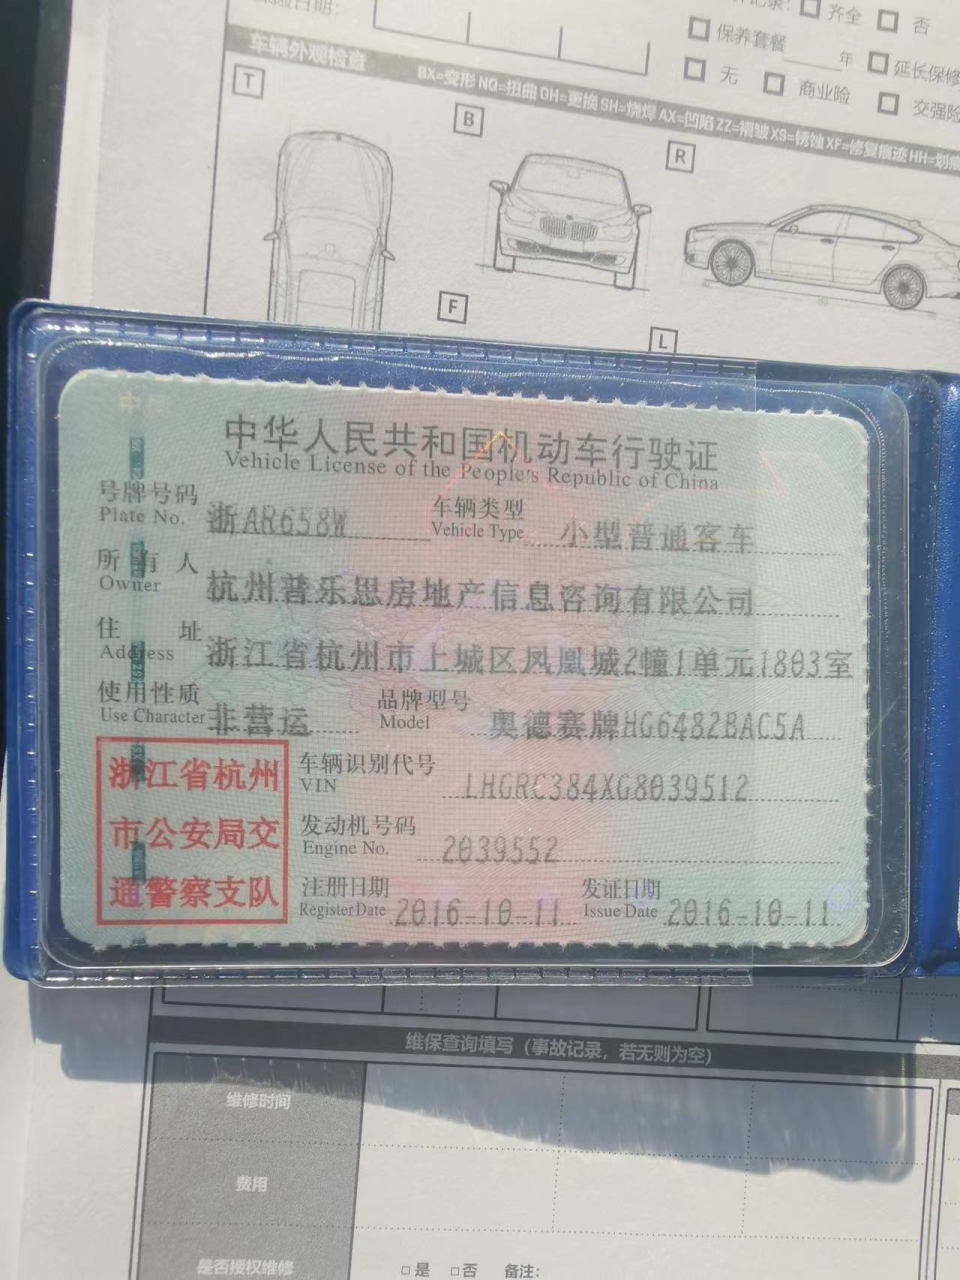 齐全 □ 否
保养套餐 年 延长保修
无 商业险 交强险
车辆外观检查 BX=变形 NQ=扭曲 GH=更换 SH=烧焊 AX=凹陷 ZZ=褶皱 XS=锈蚀 XF=修复痕迹 HH=划痕
T
B
R
F
L
中华人民共和国机动车行驶证
Vehicle License of the People's Republic of China
号牌号码 浙AR658W 车辆类型 小型普通客车
Plate No. Vehicle Type
所有人 杭州普乐思房地产信息咨询有限公司
Owner
住址 浙江省杭州市上城区凤凰城2幢1单元1803室
Address
使用性质 非营运 品牌型号 奥德赛牌HG6482BAC5A
Use Character Model
浙江省杭州
市公安局交
通警察支队
车辆识别代号 LHGRC384XG8039512
VIN
发动机号码 2039552
Engine No.
注册日期 2016-10-11 发证日期 2016-10-11
Register Date Issue Date
维保查询填写（事故记录，若无则为空）
维修时间
费用
是否授权维修 □是 □否 备注：